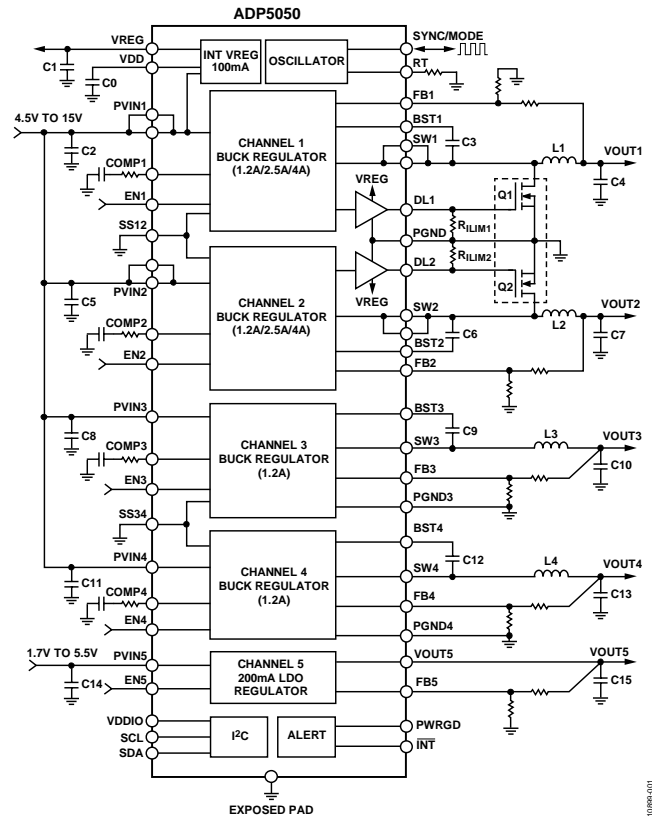 ADP5050
VREG
C1
VDD
C0
INT VREG
100mA
OSCILLATOR
SYNC/MODE
RT
FB1
4.5V TO 15V
PVIN1
C2
COMP1
EN1
SS12
CHANNEL 1
BUCK REGULATOR
(1.2A/2.5A/4A)
BST1
SW1
C3
L1
VOUT1
C4
VREG
DL1
Q1
RILIM1
PGND
RILIM2
DL2
Q2
VREG
C5
PVIN2
COMP2
EN2
CHANNEL 2
BUCK REGULATOR
(1.2A/2.5A/4A)
SW2
C6
BST2
FB2
L2
VOUT2
C7
PVIN3
C8
COMP3
EN3
SS34
CHANNEL 3
BUCK REGULATOR
(1.2A)
BST3
C9
SW3
L3
VOUT3
C10
FB3
PGND3
PVIN4
C11
COMP4
EN4
CHANNEL 4
BUCK REGULATOR
(1.2A)
BST4
C12
SW4
L4
VOUT4
C13
FB4
PGND4
1.7V TO 5.5V
PVIN5
C14
EN5
CHANNEL 5
200mA LDO
REGULATOR
VOUT5
FB5
VOUT5
C15
VDDIO
SCL
SDA
I2C
ALERT
PWRGD
INT
EXPOSED PAD
10899-001